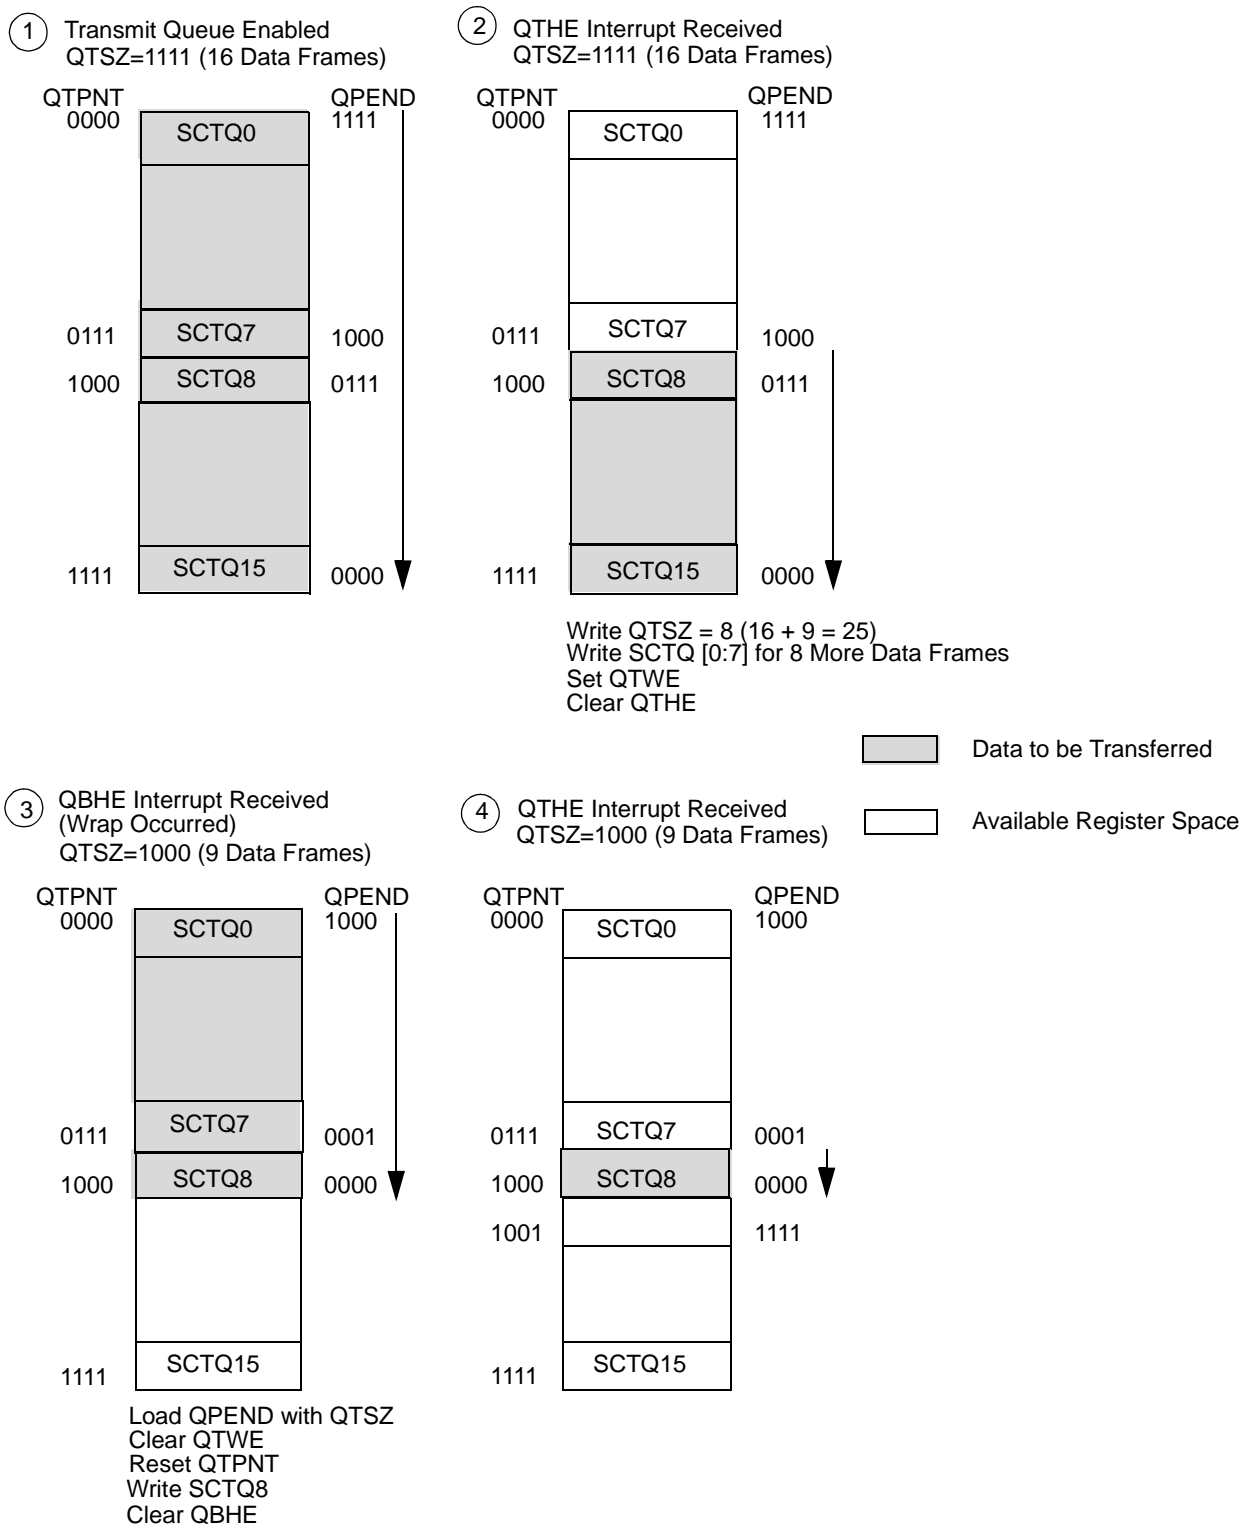 1 Transmit Queue Enabled
QTSZ=1111 (16 Data Frames)
QTPNT QPEND
0000 SCTQ0 1111
0111 SCTQ7 1000
1000 SCTQ8 0111
1111 SCTQ15 0000
2 QTHE Interrupt Received
QTSZ=1111 (16 Data Frames)
QTPNT QPEND
0000 SCTQ0 1111
0111 SCTQ7 1000
1000 SCTQ8 0111
1111 SCTQ15 0000
Write QTSZ = 8 (16 + 9 = 25)
Write SCTQ [0:7] for 8 More Data Frames
Set QTWE
Clear QTHE
Data to be Transferred
Available Register Space
3 QBHE Interrupt Received
(Wrap Occurred)
QTSZ=1000 (9 Data Frames)
QTPNT QPEND
0000 SCTQ0 1000
0111 SCTQ7 0001
1000 SCTQ8 0000
1111 SCTQ15
Load QPEND with QTSZ
Clear QTWE
Reset QTPNT
Write SCTQ8
Clear QBHE
4 QTHE Interrupt Received
QTSZ=1000 (9 Data Frames)
QTPNT QPEND
0000 SCTQ0 1000
0111 SCTQ7 0001
1000 SCTQ8 0000
1001 1111
1111 SCTQ15